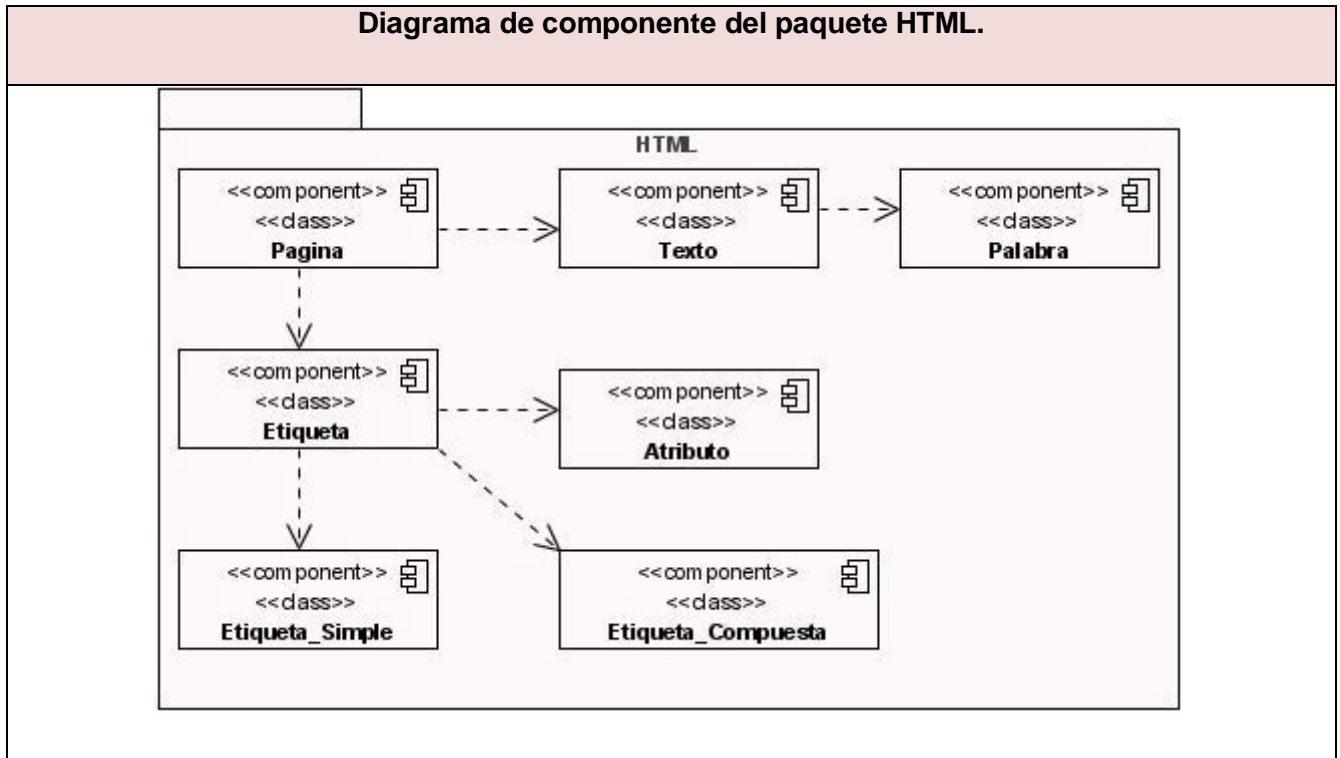 Diagrama de componente del paquete HTML.
HTML
<<component>>
<<class>>
Pagina
<<component>>
<<class>>
Texto
<<component>>
<<class>>
Palabra
<<component>>
<<class>>
Etiqueta
<<component>>
<<class>>
Atributo
<<component>>
<<class>>
Etiqueta_Simple
<<component>>
<<class>>
Etiqueta_Compuesta